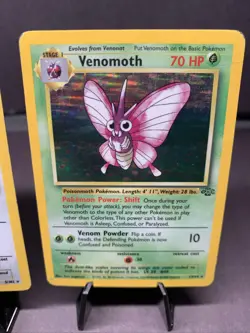 Evolves from Venonat Put Venomoth on the Basic Pokémon
STAGE 1
Venomoth 70 HP
Poisonmoth Pokémon. Length: 4' 11", Weight: 28 lbs.
Pokémon Power: Shift Once during your
turn (before your attack), you may change the type of
Venomoth to the type of any other Pokémon in play
other than Colorless. This power can't be used if
Venomoth is Asleep, Confused, or Paralyzed.
Venom Powder Flip a coin. If 10
heads, the Defending Pokémon is now
Confused and Poisoned.
weakness resistance retreat cost